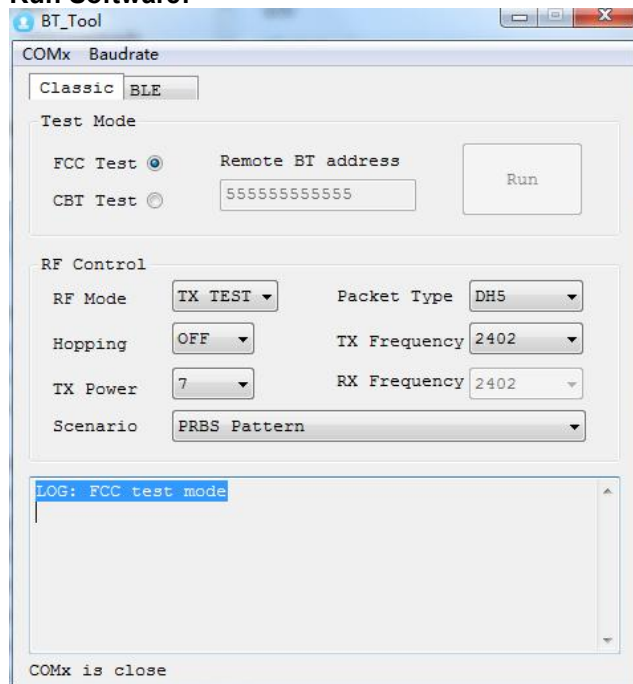 Run Software:
BT_Tool
COMx Baudrate
Classic BLE
Test Mode
FCC Test Remote BT address
CBT Test 555555555555 Run
RF Control
RF Mode TX TEST Packet Type DH5
Hopping OFF TX Frequency 2402
TX Power 7 RX Frequency 2402
Scenario PRBS Pattern
LOG: FCC test mode
COMx is close